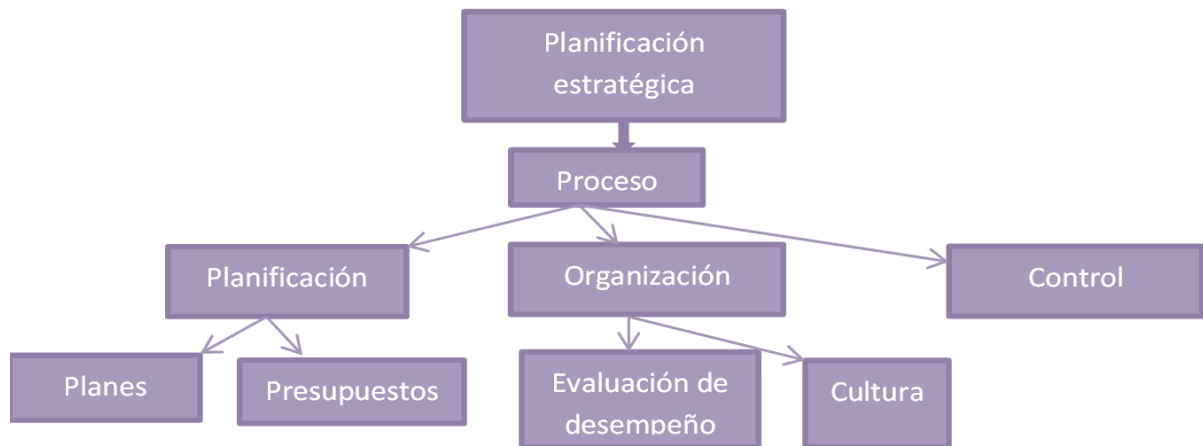 Planificación
estratégica
Proceso
Planificación
Organización
Control
Planes
Presupuestos
Evaluación de
desempeño
Cultura